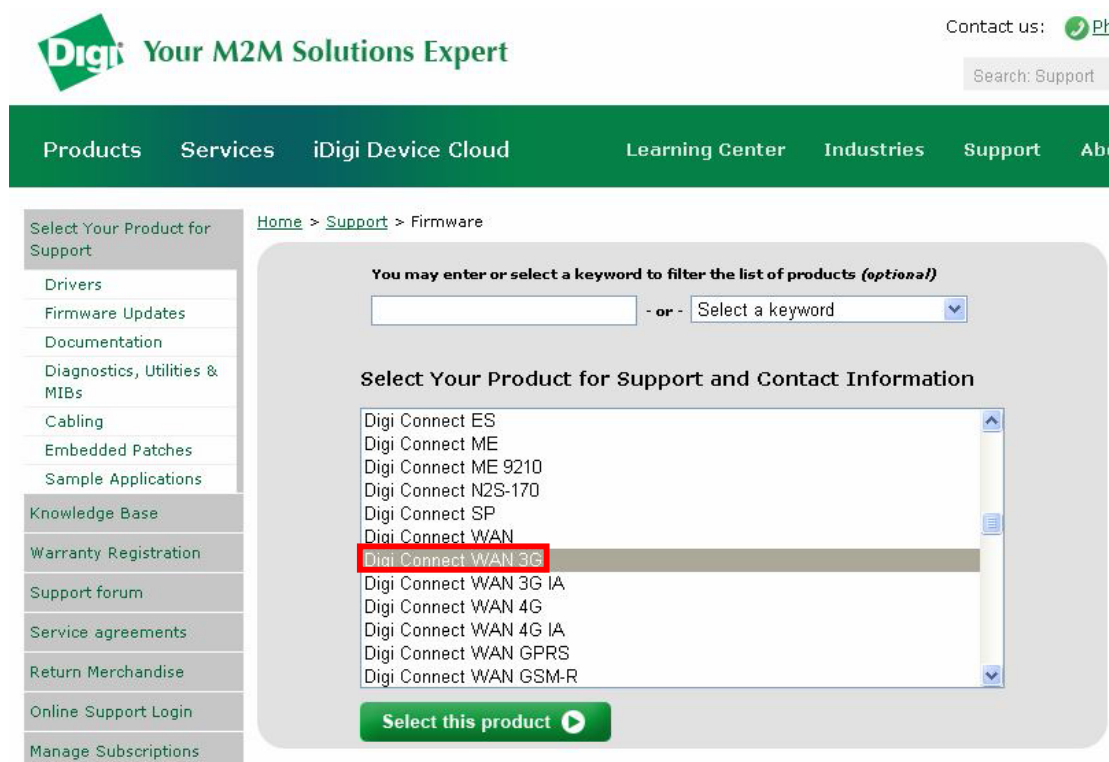 Digi Your M2M Solutions Expert
Contact us:
Search: Support
Products Services iDigi Device Cloud Learning Center Industries Support
Select Your Product for
Support
Drivers
Firmware Updates
Documentation
Diagnostics, Utilities &
MIBs
Cabling
Embedded Patches
Sample Applications
Knowledge Base
Warranty Registration
Support forum
Service agreements
Return Merchandise
Online Support Login
Manage Subscriptions
Home > Support > Firmware
You may enter or select a keyword to filter the list of products (optional)
- or - Select a keyword
Select Your Product for Support and Contact Information
Digi Connect ES
Digi Connect ME
Digi Connect ME 9210
Digi Connect N2S-170
Digi Connect SP
Digi Connect WAN
Digi Connect WAN 3G
Digi Connect WAN 3G IA
Digi Connect WAN 4G
Digi Connect WAN 4G IA
Digi Connect WAN GPRS
Digi Connect WAN GSM-R
Select this product